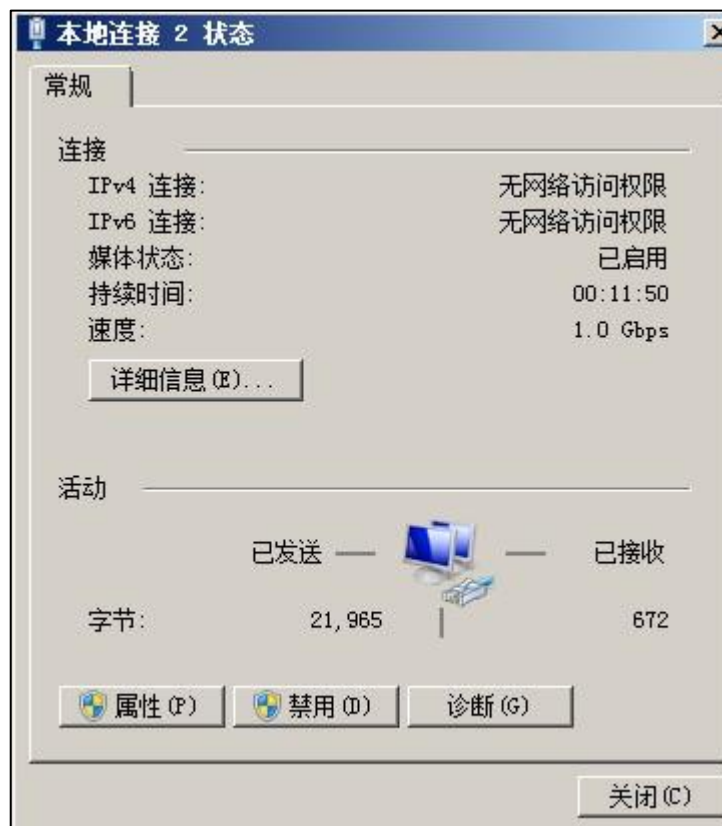 本地连接 2 状态
常规
连接
IPv4 连接: 无网络访问权限
IPv6 连接: 无网络访问权限
媒体状态: 已启用
持续时间: 00:11:50
速度: 1.0 Gbps
详细信息(E)...
活动
已发送 — — 已接收
字节: 21,965 672
属性(P) 禁用(D) 诊断(G)
关闭(C)